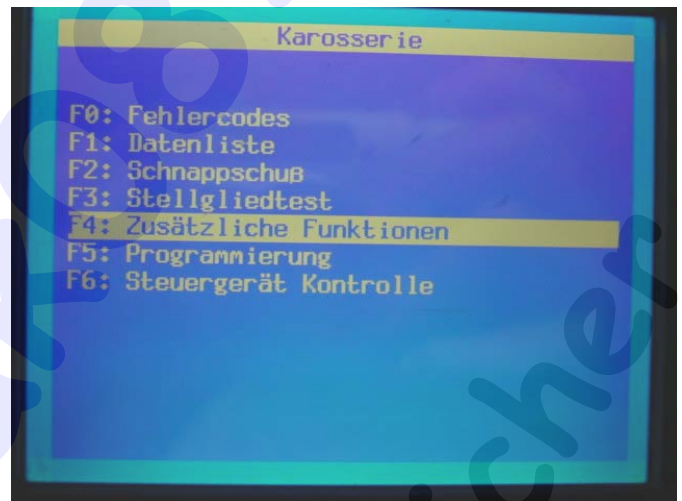 Karosserie
F0: Fehlercodes
F1: Datenliste
F2: Schnappschuß
F3: Stellgliedtest
F4: Zusätzliche Funktionen
F5: Programmierung
F6: Steuergerät Kontrolle